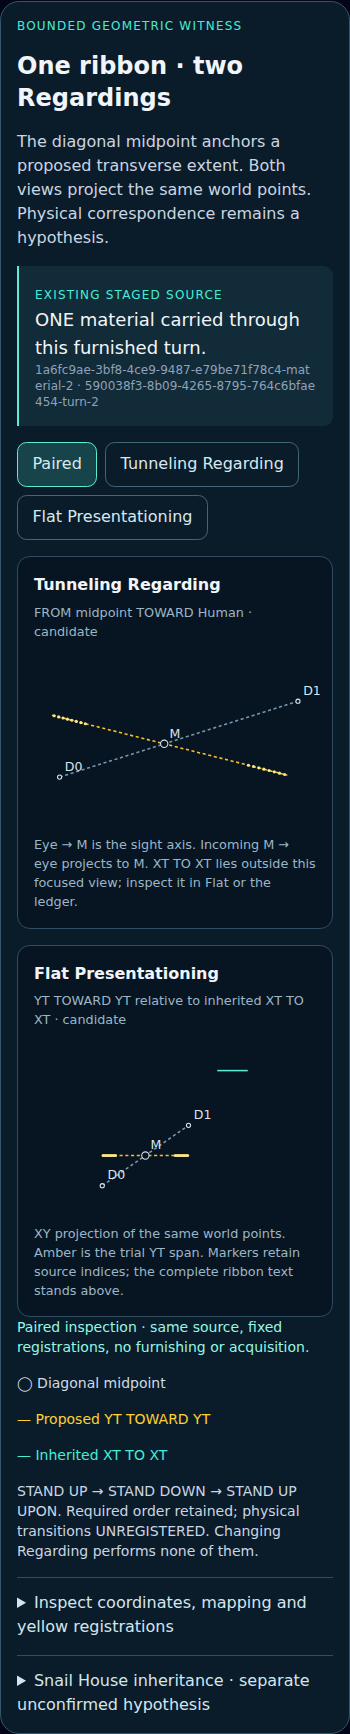 BOUNDED GEOMETRIC WITNESS
One ribbon · two
Regardings
The diagonal midpoint anchors a
proposed transverse extent. Both
views project the same world points.
Physical correspondence remains a
hypothesis.
EXISTING STAGED SOURCE
ONE material carried through
this furnished turn.
1a6fc9ae-3bf8-4ce9-9487-e79be71f78c4-mat
erial-2 · 590038f3-8b09-4265-8795-764c6bfae
454-turn-2
Paired
Tunneling Regarding
Flat Presentationing
Tunneling Regarding
FROM midpoint TOWARD Human ·
candidate
D1
M
D0
Eye → M is the sight axis. Incoming M →
eye projects to M. XT TO XT lies outside this
focused view; inspect it in Flat or the
ledger.
Flat Presentationing
YT TOWARD YT relative to inherited XT TO
XT · candidate
D1
M
D0
XY projection of the same world points.
Amber is the trial YT span. Markers retain
source indices; the complete ribbon text
stands above.
Paired inspection · same source, fixed
registrations, no furnishing or acquisition.
◯ Diagonal midpoint
— Proposed YT TOWARD YT
— Inherited XT TO XT
STAND UP → STAND DOWN → STAND UP
UPON. Required order retained; physical
transitions UNREGISTERED. Changing
Regarding performs none of them.
▶ Inspect coordinates, mapping and
yellow registrations
▶ Snail House inheritance · separate
unconfirmed hypothesis